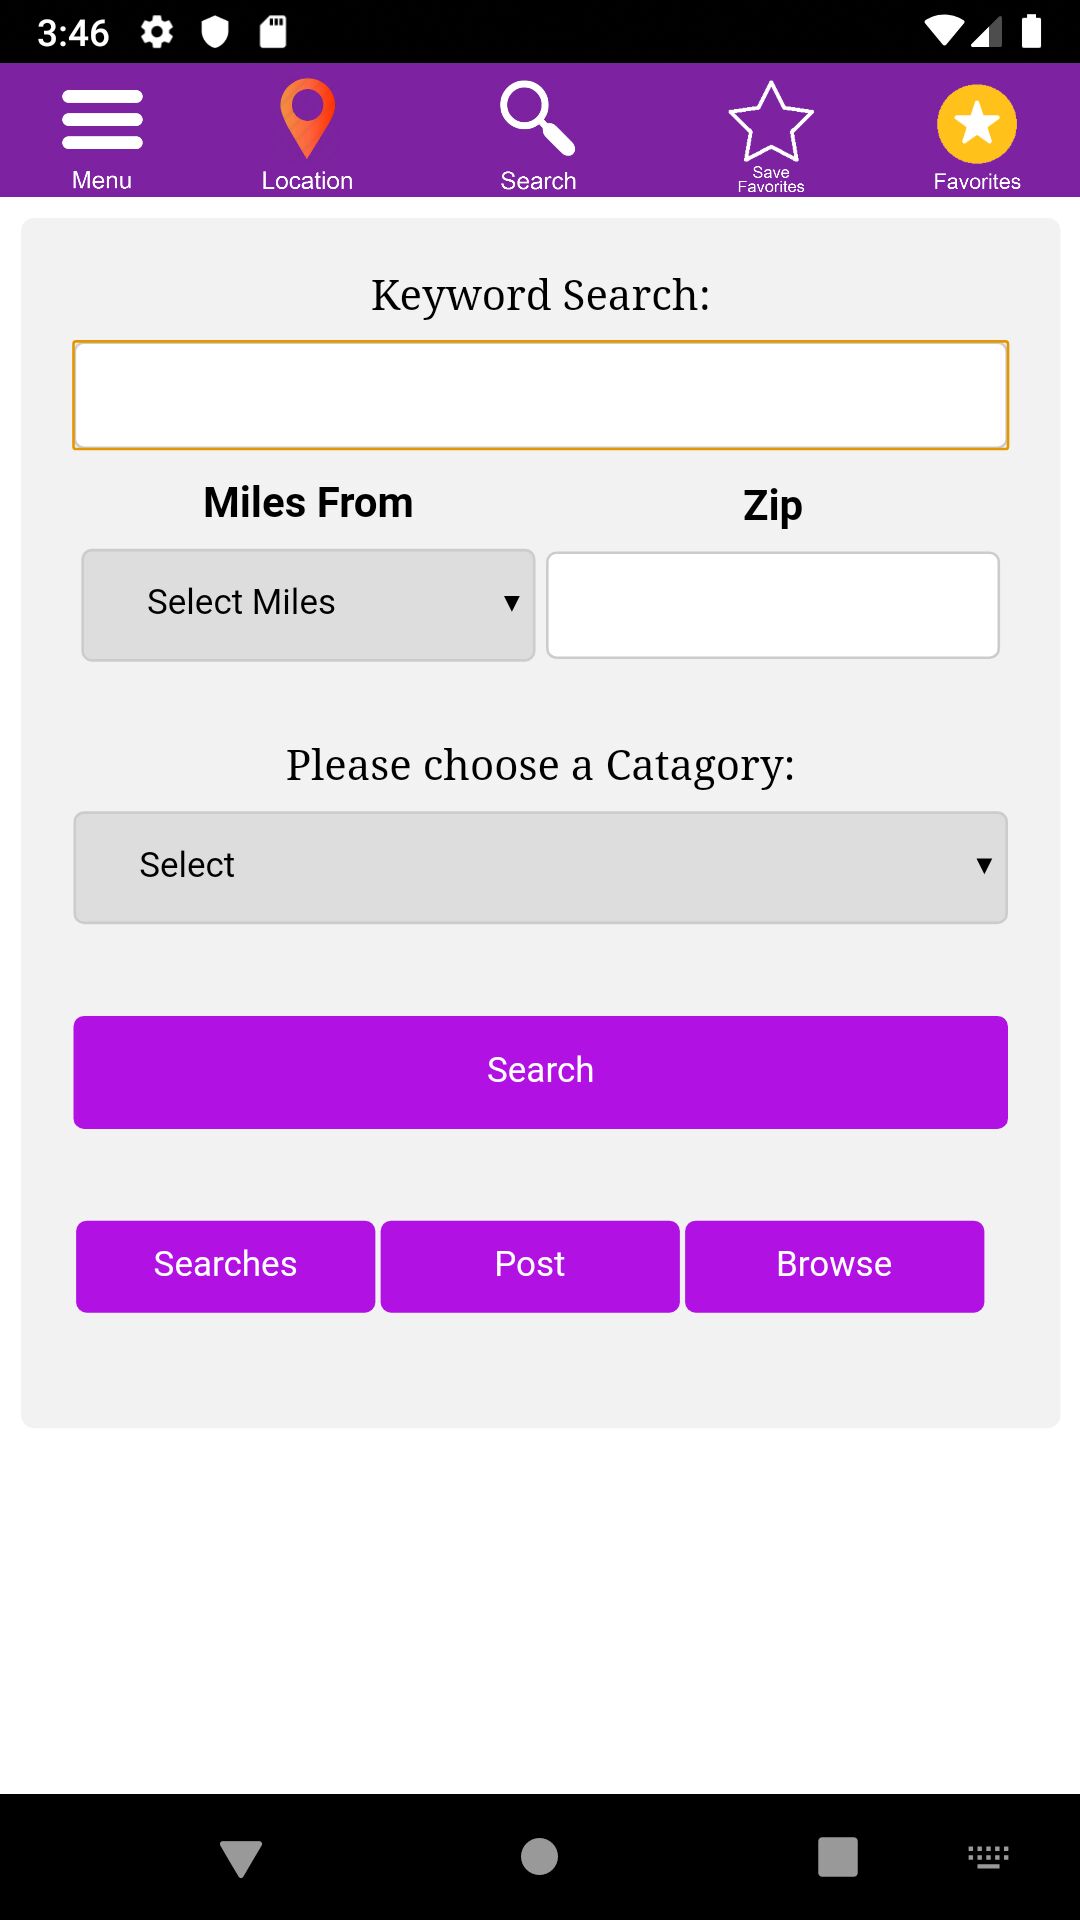 3:46
Menu
Location
Search
Save
Favorites
Favorites
Keyword Search:
Miles From
Zip
Select Miles
Please choose a Catagory:
Select
Search
Searches
Post
Browse